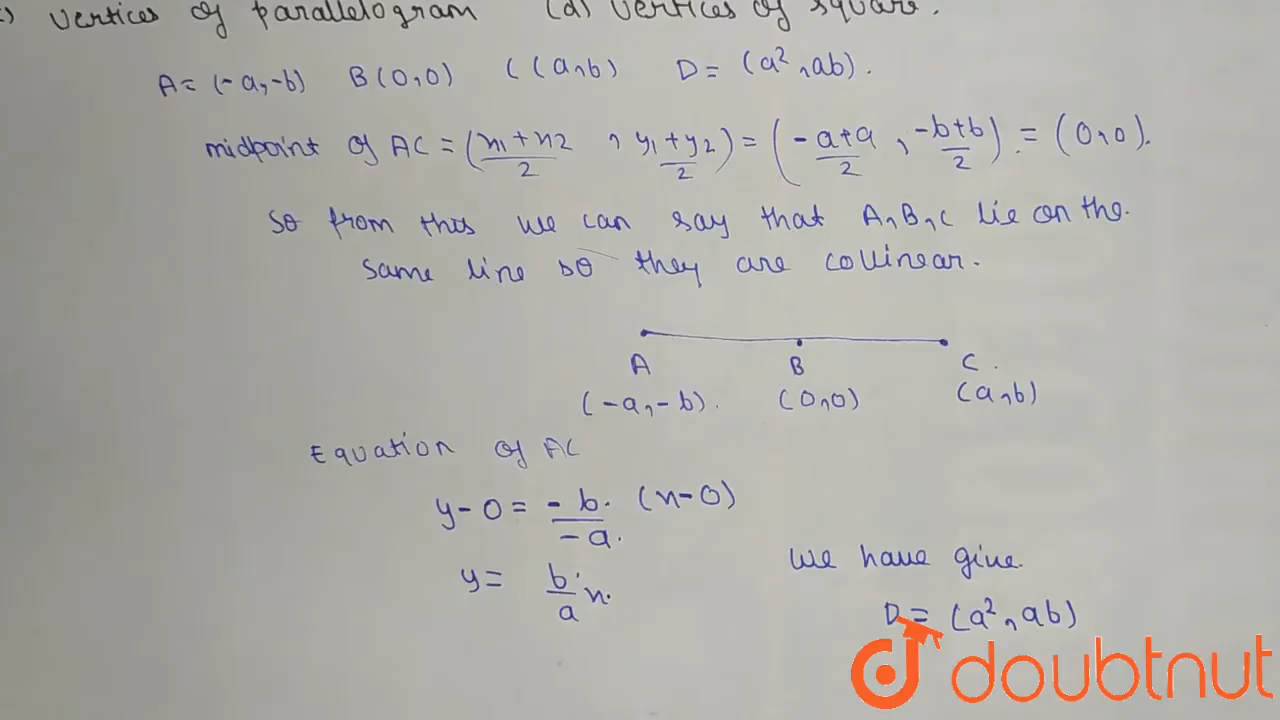 c) vertices of parallelogram (d) vertices of square.
A = (-a, -b) B(0,0) C(a,b) D = (a², ab).
midpoint of AC = (x₁+x₂/2 , y₁+y₂/2) = (-a+a/2 , -b+b/2) = (0,0).
So from this we can say that A,B,C lie on the.
same line so they are collinear.
A B C.
(-a,-b). (0,0) (a,b)
Equation of AC
y-0 = -b/-a. (x-0)
y = b/a x.
we have give.
D = (a², ab)
doubtnut